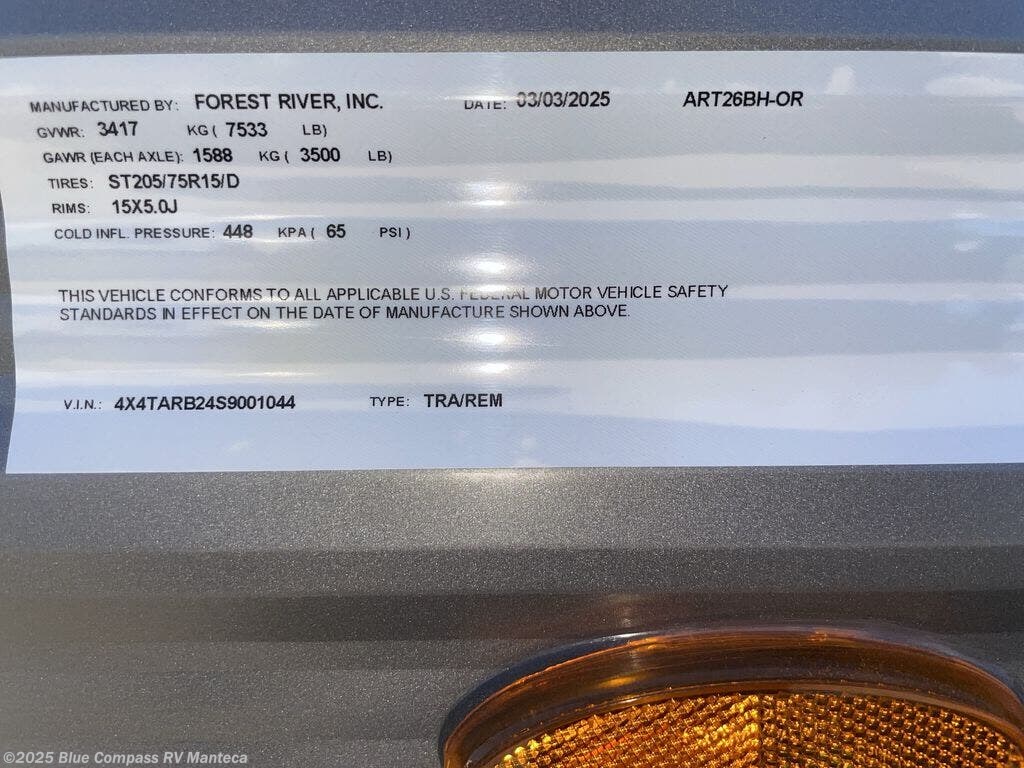 MANUFACTURED BY: FOREST RIVER, INC. DATE: 03/03/2025 ART26BH-OR
GVWR: 3417 KG ( 7533 LB)
GAWR (EACH AXLE): 1588 KG ( 3500 LB)
TIRES: ST205/75R15/D
RIMS: 15X5.0J
COLD INFL. PRESSURE: 448 KPA ( 65 PSI )
THIS VEHICLE CONFORMS TO ALL APPLICABLE U.S. FEDERAL MOTOR VEHICLE SAFETY
STANDARDS IN EFFECT ON THE DATE OF MANUFACTURE SHOWN ABOVE.
V.I.N.: 4X4TARB24S9001044 TYPE: TRA/REM
©2025 Blue Compass RV Manteca